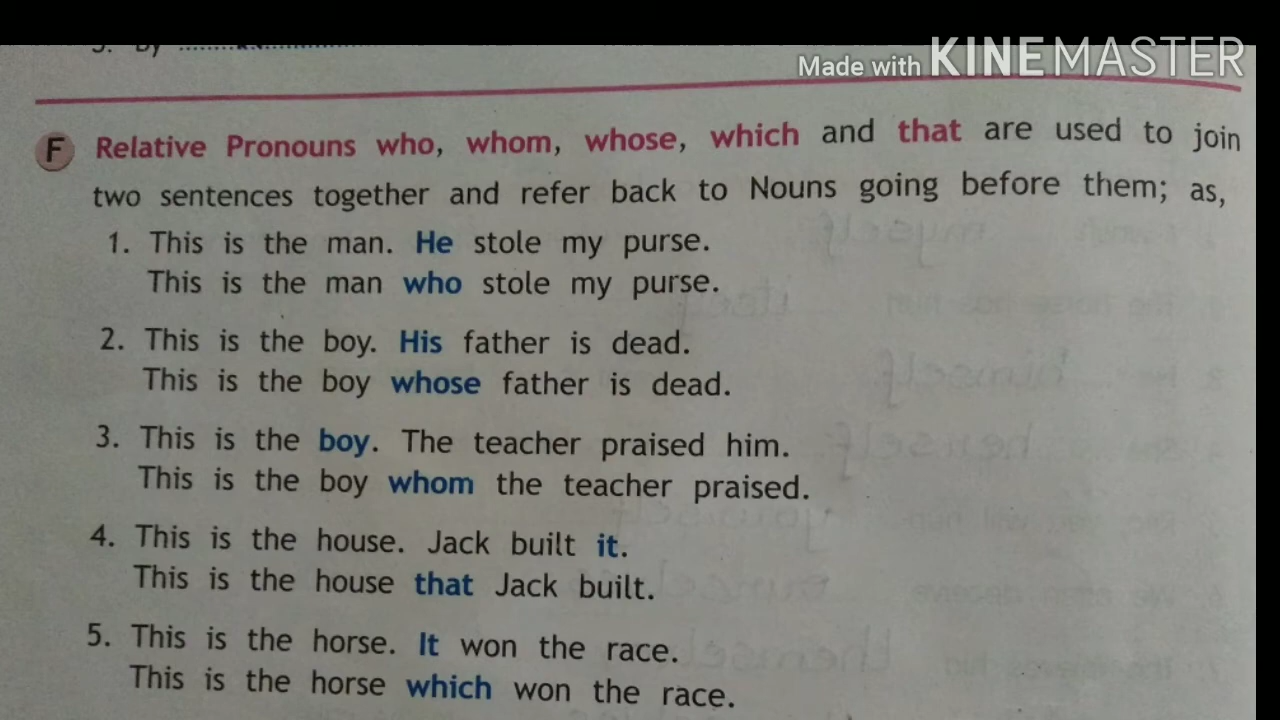 Made with KINEMASTER
F Relative Pronouns who, whom, whose, which and that are used to join
two sentences together and refer back to Nouns going before them; as,
1. This is the man. He stole my purse.
This is the man who stole my purse.
2. This is the boy. His father is dead.
This is the boy whose father is dead.
3. This is the boy. The teacher praised him.
This is the boy whom the teacher praised.
4. This is the house. Jack built it.
This is the house that Jack built.
5. This is the horse. It won the race.
This is the horse which won the race.